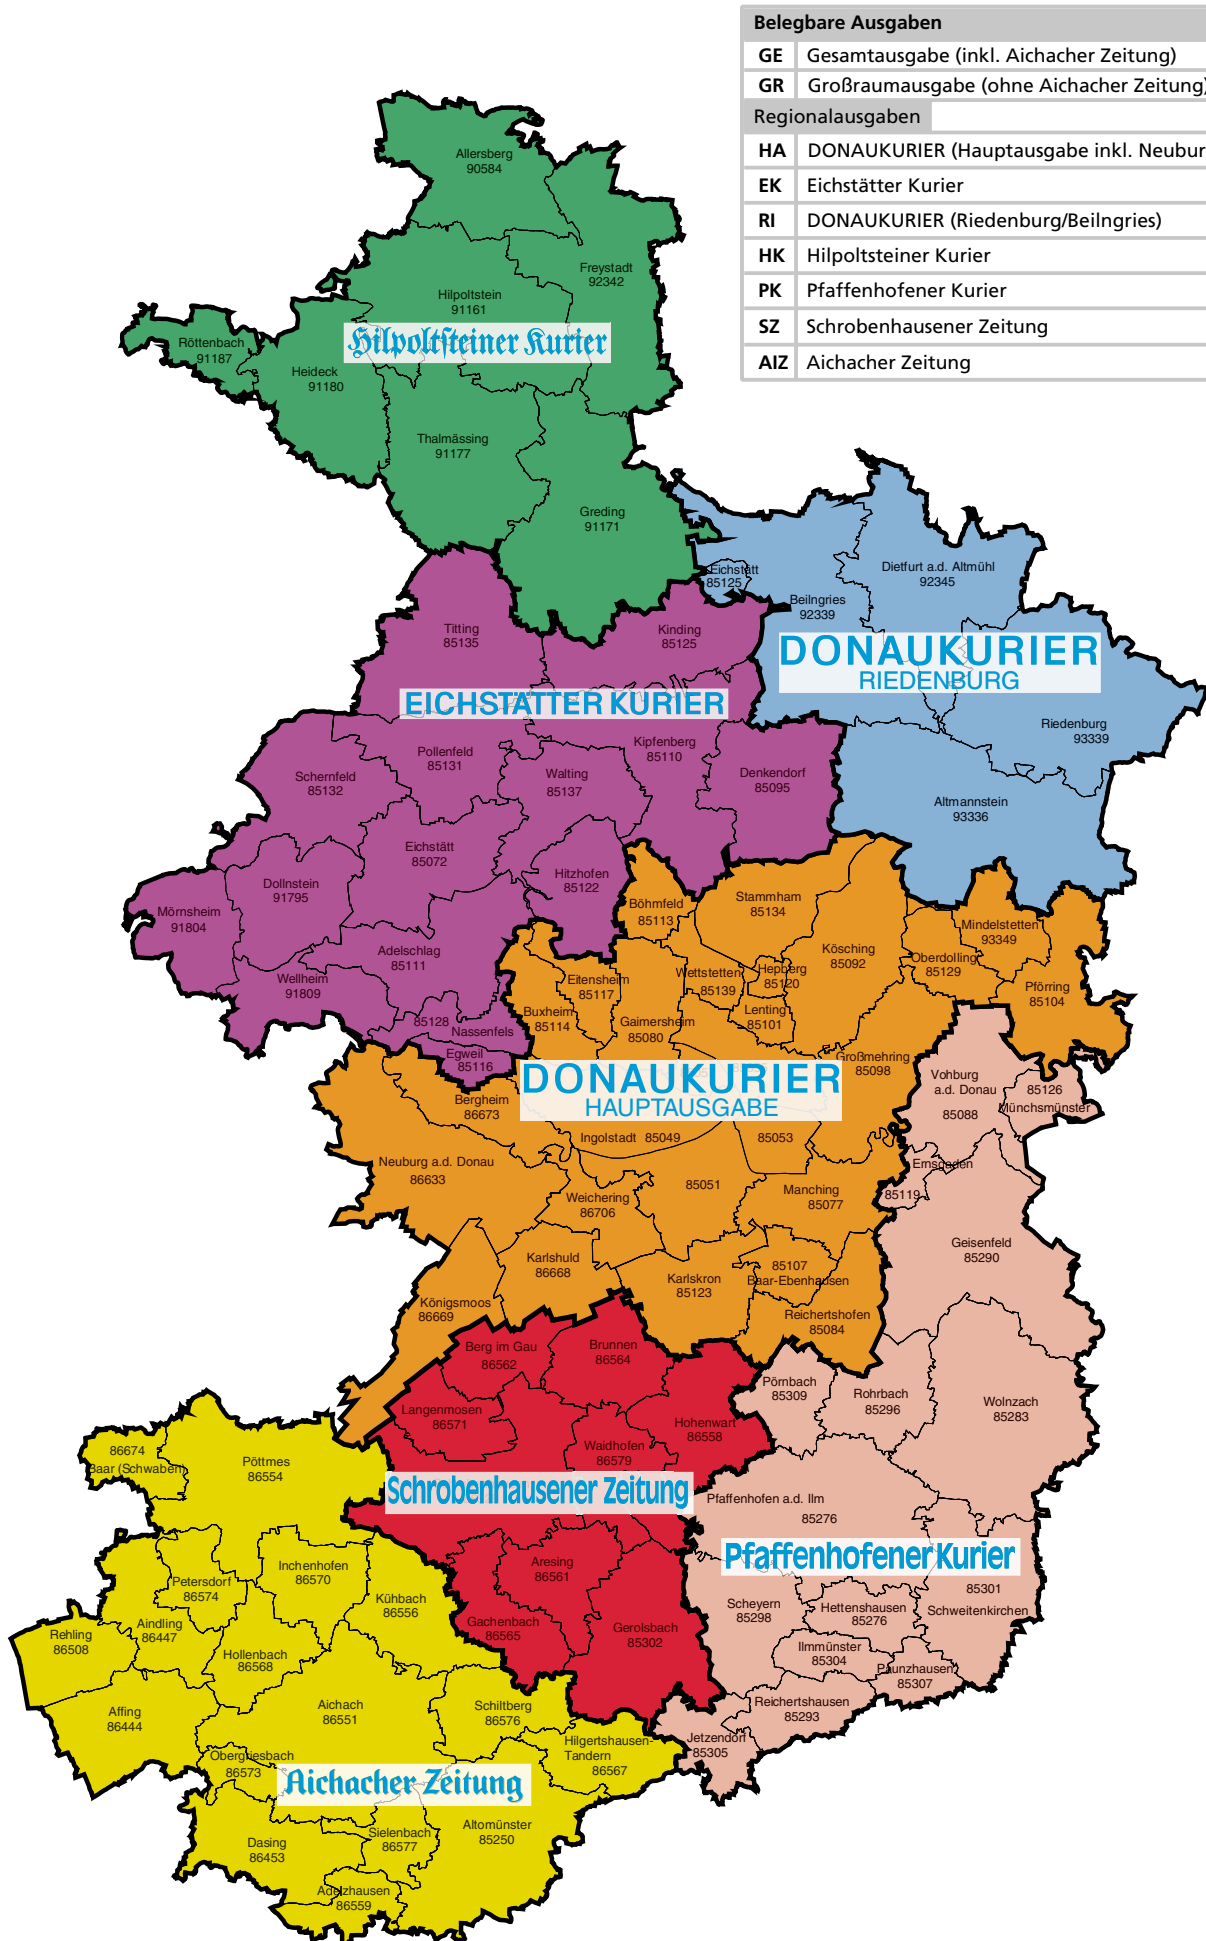 Belegbare Ausgaben
GE Gesamtausgabe (inkl. Aichacher Zeitung)
GR Großraumausgabe (ohne Aichacher Zeitung)
Regionalausgaben
HA DONAUKURIER (Hauptausgabe inkl. Neubur
EK Eichstätter Kurier
RI DONAUKURIER (Riedenburg/Beilngries)
HK Hilpoltsteiner Kurier
PK Pfaffenhofener Kurier
SZ Schrobenhausener Zeitung
AIZ Aichacher Zeitung
Allersberg
90584
Freystadt
92342
Hilpoltstein
91161
Hilpoltsteiner Kurier
Röttenbach
91187
Heideck
91180
Thalmässing
91177
Greding
91171
Eichstätt
85125
Dietfurt a.d. Altmühl
92345
Beilngries
92339
DONAUKURIER
RIEDENBURG
Riedenburg
93339
Altmannstein
93336
Titting
85135
Kinding
85125
EICHSTÄTTER KURIER
Pollenfeld
85131
Kipfenberg
85110
Schernfeld
85132
Walting
85137
Denkendorf
85095
Eichstätt
85072
Dollnstein
91795
Hitzhofen
85122
Mörnsheim
91804
Adelschlag
85111
Wellheim
91809
85128
Nassenfels
Egweil
85116
Böhmfeld
85113
Stammham
85134
Kösching
85092
Mindelstetten
93349
Oberdolling
85129
Pförring
85104
Eitensheim
85117
Wettstetten
85139
Hepberg
85120
Buxheim
85114
Gaimersheim
85080
Lenting
85101
Großmehring
85098
DONAUKURIER
HAUPTAUSGABE
Bergheim
86673
Ingolstadt 85049
85053
Neuburg a.d. Donau
86633
85051
Weichering
86706
Manching
85077
Karlshuld
86668
Karlskron
85123
85107
Baar-Ebenhausen
Königsmoos
86669
Reichertshofen
85084
Vohburg
a.d. Donau
85088
85126
Münchsmünster
Ernsgaden
85119
Geisenfeld
85290
Pörnbach
85309
Rohrbach
85296
Wolnzach
85283
Pfaffenhofen a.d. Ilm
85276
Pfaffenhofener Kurier
85301
Schweitenkirchen
Scheyern
85298
Hettenshausen
85276
Ilmmünster
85304
Paunzhausen
85307
Reichertshausen
85293
Jetzendorf
85305
Berg im Gau
86562
Brunnen
86564
Langenmosen
86571
Hohenwart
86558
Waidhofen
86579
Schrobenhausener Zeitung
Aresing
86561
Gachenbach
86565
Gerolsbach
85302
86674
Baar (Schwaben)
Pöttmes
86554
Inchenhofen
86570
Petersdorf
86574
Kühbach
86556
Aindling
86447
Rehling
86508
Hollenbach
86568
Affing
86444
Aichach
86551
Schiltberg
86576
Hilgertshausen-
Tandern
86567
Obergriesbach
86573
Aichacher Zeitung
Dasing
86453
Sielenbach
86577
Altomünster
85250
Adelzhausen
86559